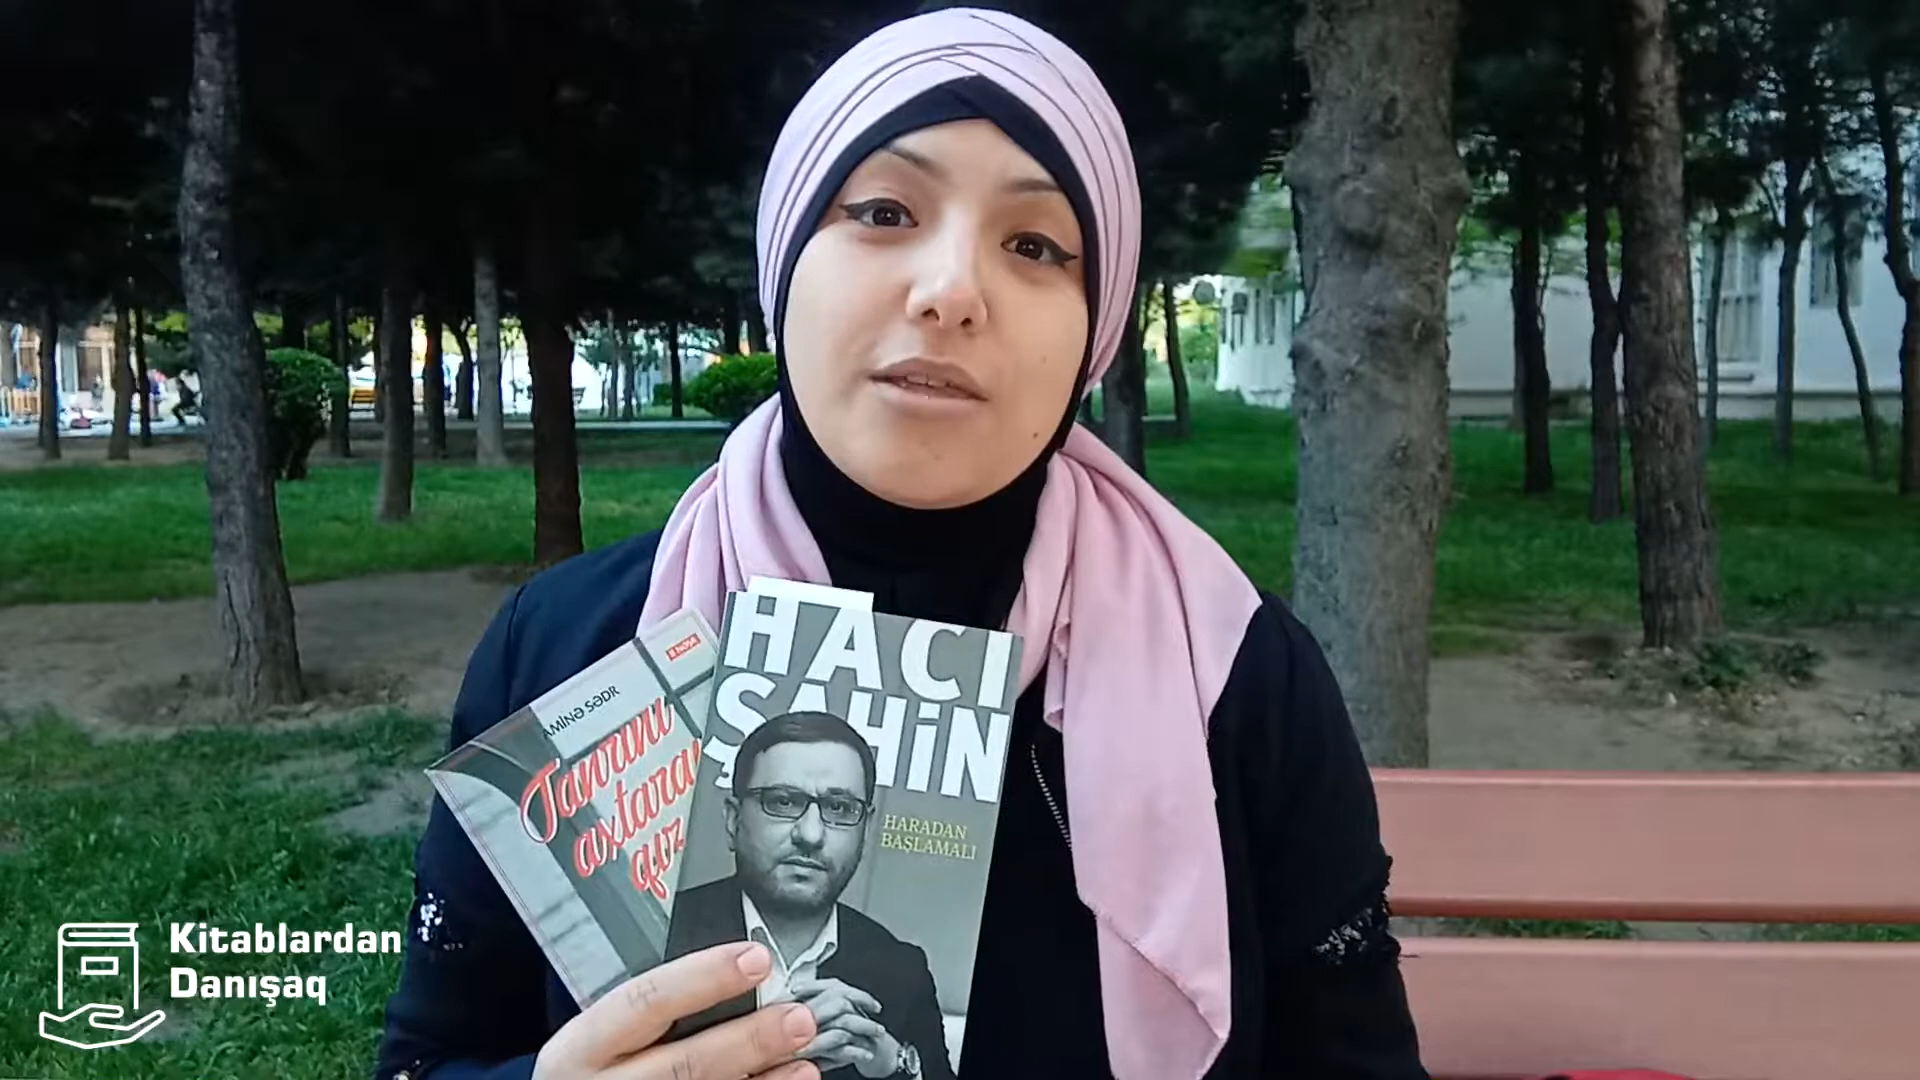 HACI
ŞAHİN
HARADAN
BAŞLAMALI
AMİNƏ SƏDR
Tanrını
axtaran
qız
Kitablardan
Danışaq